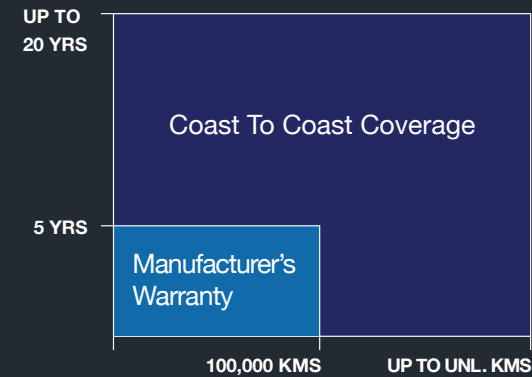 UP TO
20 YRS
Coast To Coast Coverage
5 YRS
Manufacturer's
Warranty
100,000 KMS
UP TO UNL. KMS